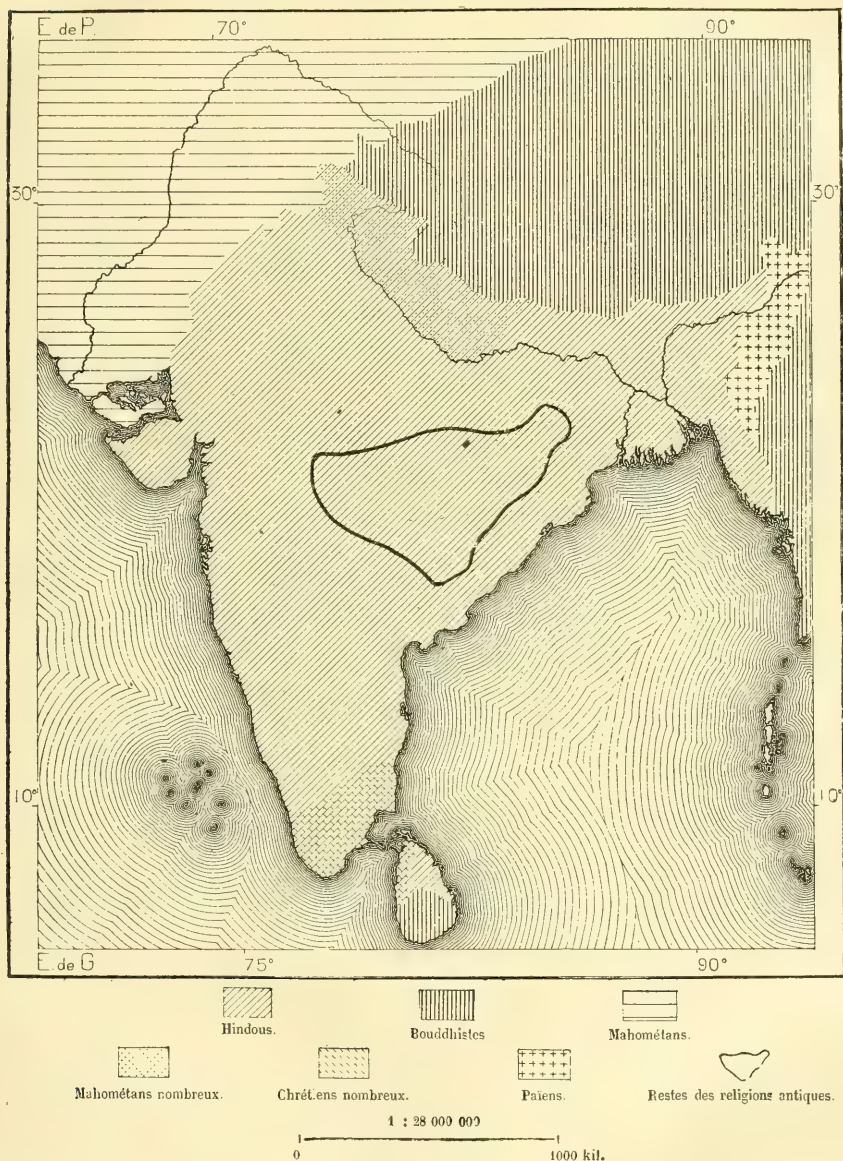 E. de P. 70° 90°
30° 30°
10° 10°
E. de G 75° 90°
Hindous. Bouddhistes Mahométans.
Mahométans nombreux. Chrétiens nombreux. Païens. Restes des religions antiques.
1 : 28 000 000
0 1000 kil.